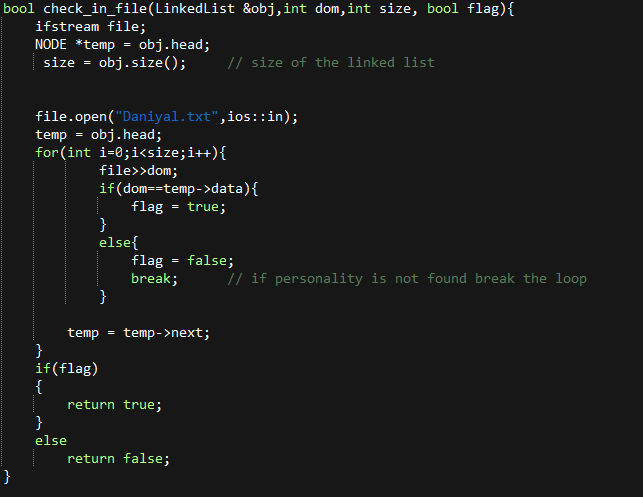 bool check_in_file(LinkedList &obj,int dom,int size, bool flag){
    ifstream file;
    NODE *temp = obj.head;
     size = obj.size();     // size of the linked list
    file.open("Daniyal.txt",ios::in);
    temp = obj.head;
    for(int i=0;i<size;i++){
            file>>dom;
            if(dom==temp->data){
                flag = true;
            }
            else{
                flag = false;
                break;      // if personality is not found break the loop
            }
        temp = temp->next;
    }
    if(flag)
    {
        return true;
    }
    else
        return false;
}